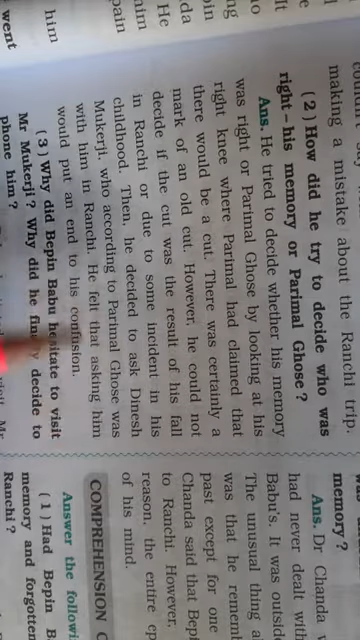 making a mistake about the Ranchi trip.
( 2 ) How did he try to decide who was
right – his memory or Parimal Ghose ?
Ans. He tried to decide whether his memory
was right or Parimal Ghose by looking at his
right knee where Parimal had claimed that
there would be a cut. There was certainly a
mark of an old cut. However, he could not
decide if the cut was the result of his fall
in Ranchi or due to some incident in his
childhood. Then, he decided to ask Dinesh
Mukerji, who according to Parimal Ghose was
with him in Ranchi. He felt that asking him
would put an end to his confusion.
( 3 ) Why did Bepin Babu hesitate to visit
Mr Mukerji ? Why did he decide to
phone him ?
memory ?
Ans. Dr Chanda
had never dealt with
Babu's. It was outsid
The unusual thing
was that he remem
past except for one
Chanda said that Bep
to Ranchi. However,
reason, the entire ep
of his mind.
COMPREHENSION
Answer the followi
( 1 ) Had Bepin B
memory and forgotten
Ranchi ?
him
went
pain
him
He